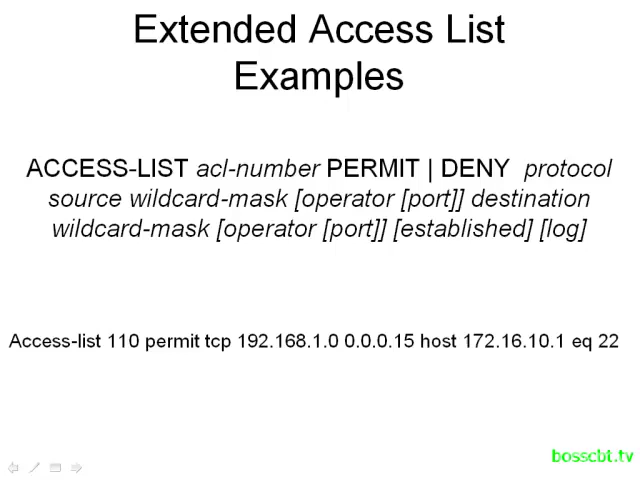 Extended Access List
Examples
ACCESS-LIST acl-number PERMIT | DENY protocol
source wildcard-mask [operator [port]] destination
wildcard-mask [operator [port]] [established] [log]
Access-list 110 permit tcp 192.168.1.0 0.0.0.15 host 172.16.10.1 eq 22
bosscbt.tv